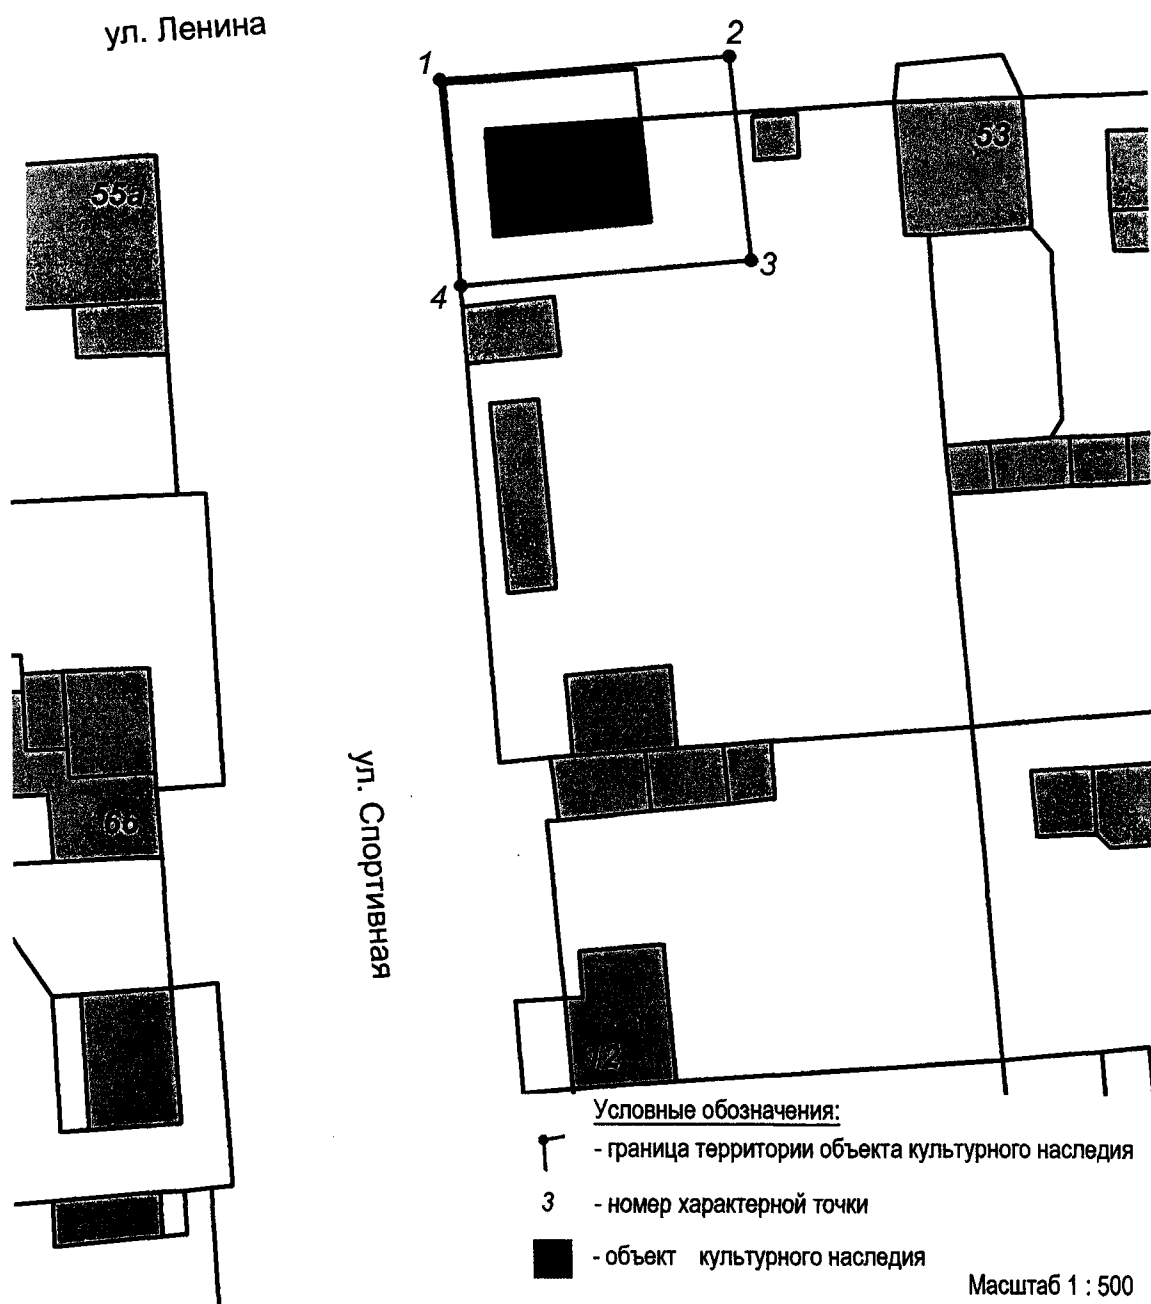 ул. Ленина
1
2
53
55а
3
4
ул. Спортивная
66
72
Условные обозначения:
- граница территории объекта культурного наследия
3 - номер характерной точки
- объект культурного наследия
Масштаб 1 : 500